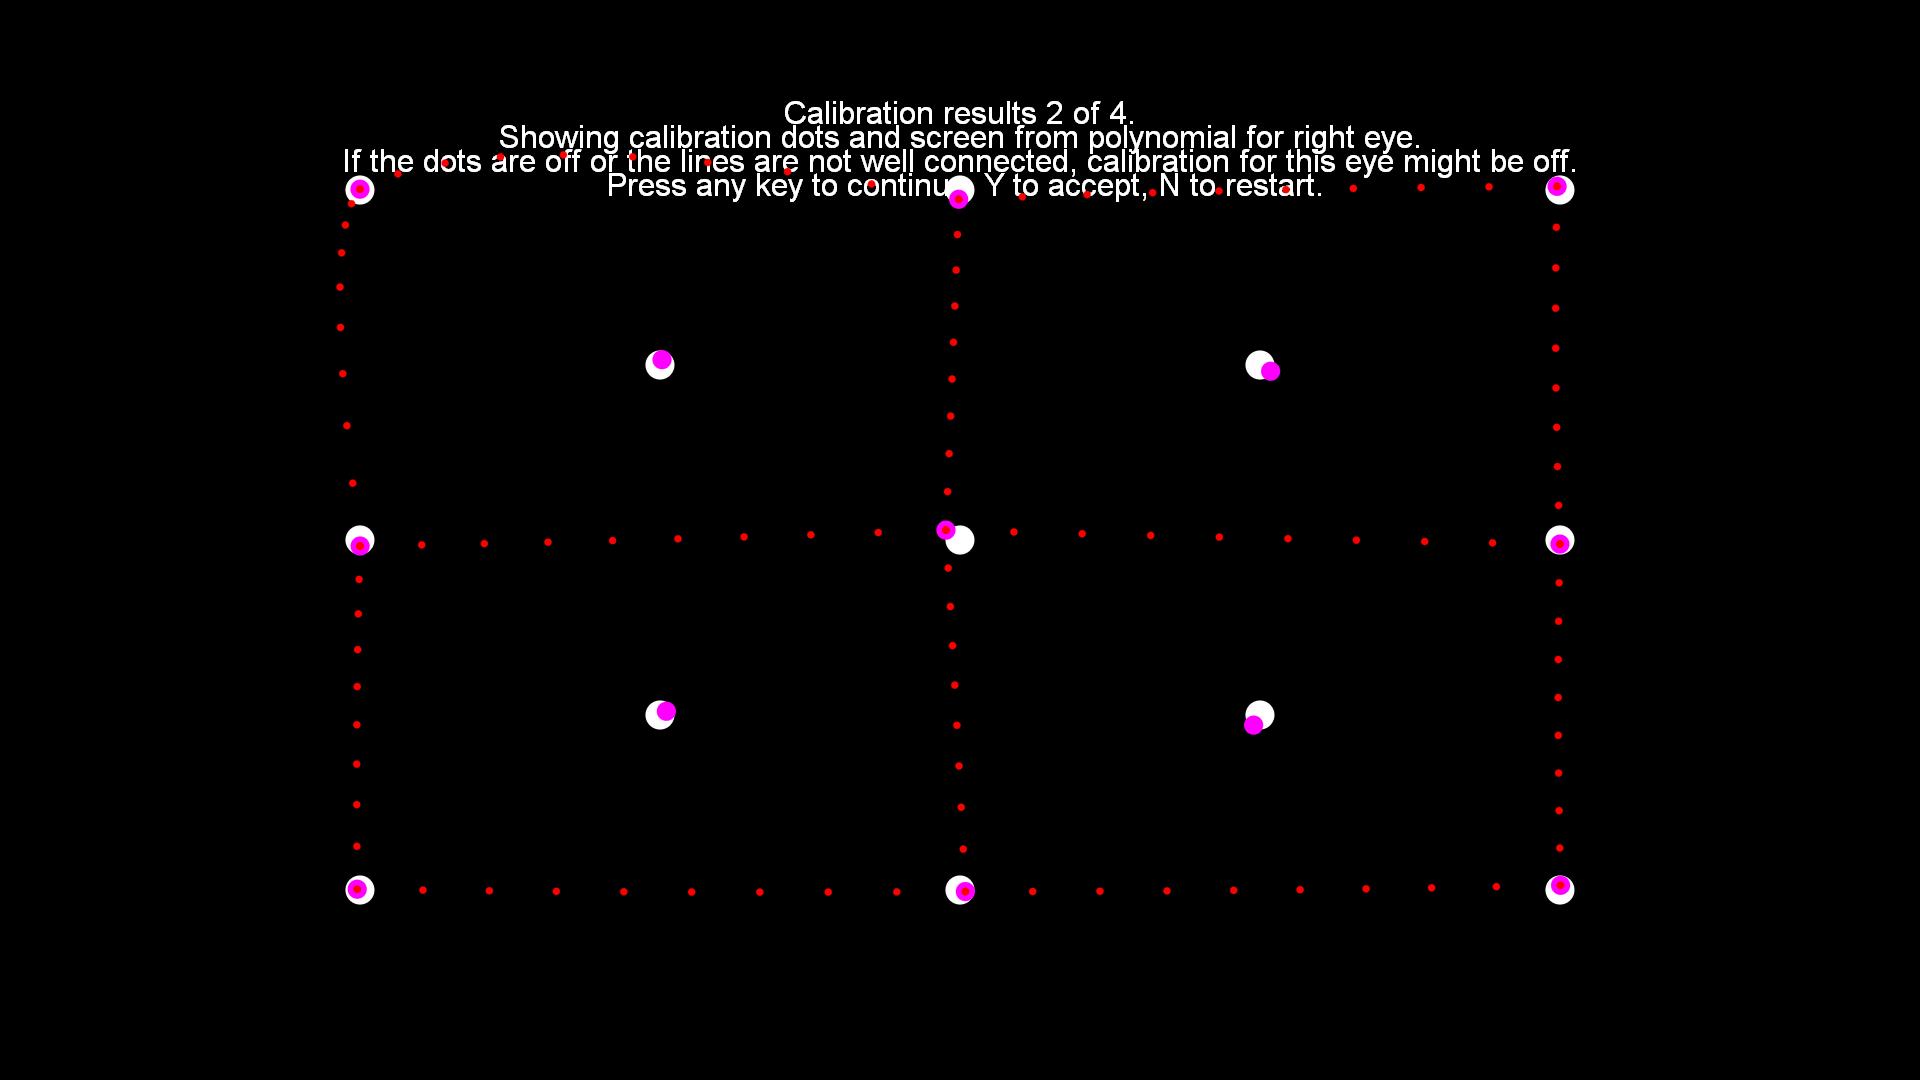 Calibration results 2 of 4.
Showing calibration dots and screen from polynomial for right eye.
If the dots are off or the lines are not well connected, calibration for this eye might be off.
Press any key to continue, Y to accept, N to restart.